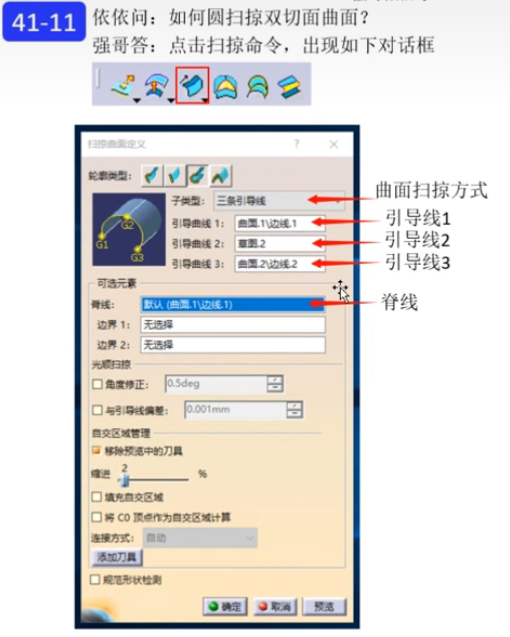 41-11
依依问：如何圆扫掠双切面曲面？
强哥答：点击扫掠命令，出现如下对话框
扫掠曲面定义 ? ×
轮廓类型：
子类型： 三条引导线
曲面扫掠方式
G1 G2 G3
引导曲线 1： 曲面.1\边线.1
引导线1
引导曲线 2： 草图.2
引导线2
引导曲线 3： 曲面.2\边线.2
引导线3
可选元素
脊线： 默认 (曲面.1\边线.1)
脊线
边界 1： 无选择
边界 2： 无选择
光顺扫掠
角度修正： 0.5deg
与引导线偏差： 0.001mm
自交区域管理
移除预览中的刀具
缩进 2 %
填充自交区域
将 C0 顶点作为自交区域计算
连接方式： 自动
添加刀具
规范形状检测
确定 取消 预览